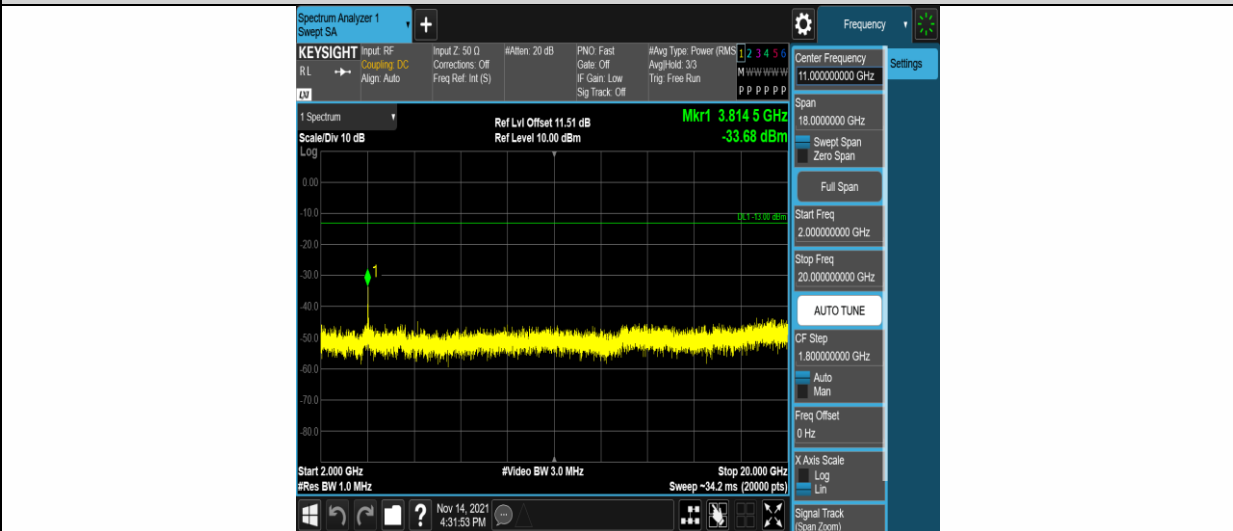 Spectrum Analyzer 1
Swept SA
+
Frequency
KEYSIGHT
RL
LXI
Input: RF
Coupling: DC
Align: Auto
Input Z: 50 Ω
Corrections: Off
Freq Ref: Int (S)
#Atten: 20 dB
PNO: Fast
Gate: Off
IF Gain: Low
Sig Track: Off
#Avg Type: Power (RMS
Avg|Hold: 3/3
Trig: Free Run
1 2 3 4 5 6
M W W W W W
P P P P P P
1 Spectrum
Scale/Div 10 dB
Ref Lvl Offset 11.51 dB
Ref Level 10.00 dBm
Mkr1 3.814 5 GHz
-33.68 dBm
Log
0.00
-10.0
DL1 -13.00 dBm
-20.0
-30.0
1
-40.0
-50.0
-60.0
-70.0
-80.0
Start 2.000 GHz
#Res BW 1.0 MHz
#Video BW 3.0 MHz
Stop 20.000 GHz
Sweep ~34.2 ms (20000 pts)
?
Nov 14, 2021
4:31:53 PM
Center Frequency
11.000000000 GHz
Settings
Span
18.0000000 GHz
Swept Span
Zero Span
Full Span
Start Freq
2.000000000 GHz
Stop Freq
20.000000000 GHz
AUTO TUNE
CF Step
1.800000000 GHz
Auto
Man
Freq Offset
0 Hz
X Axis Scale
Log
Lin
Signal Track
(Span Zoom)